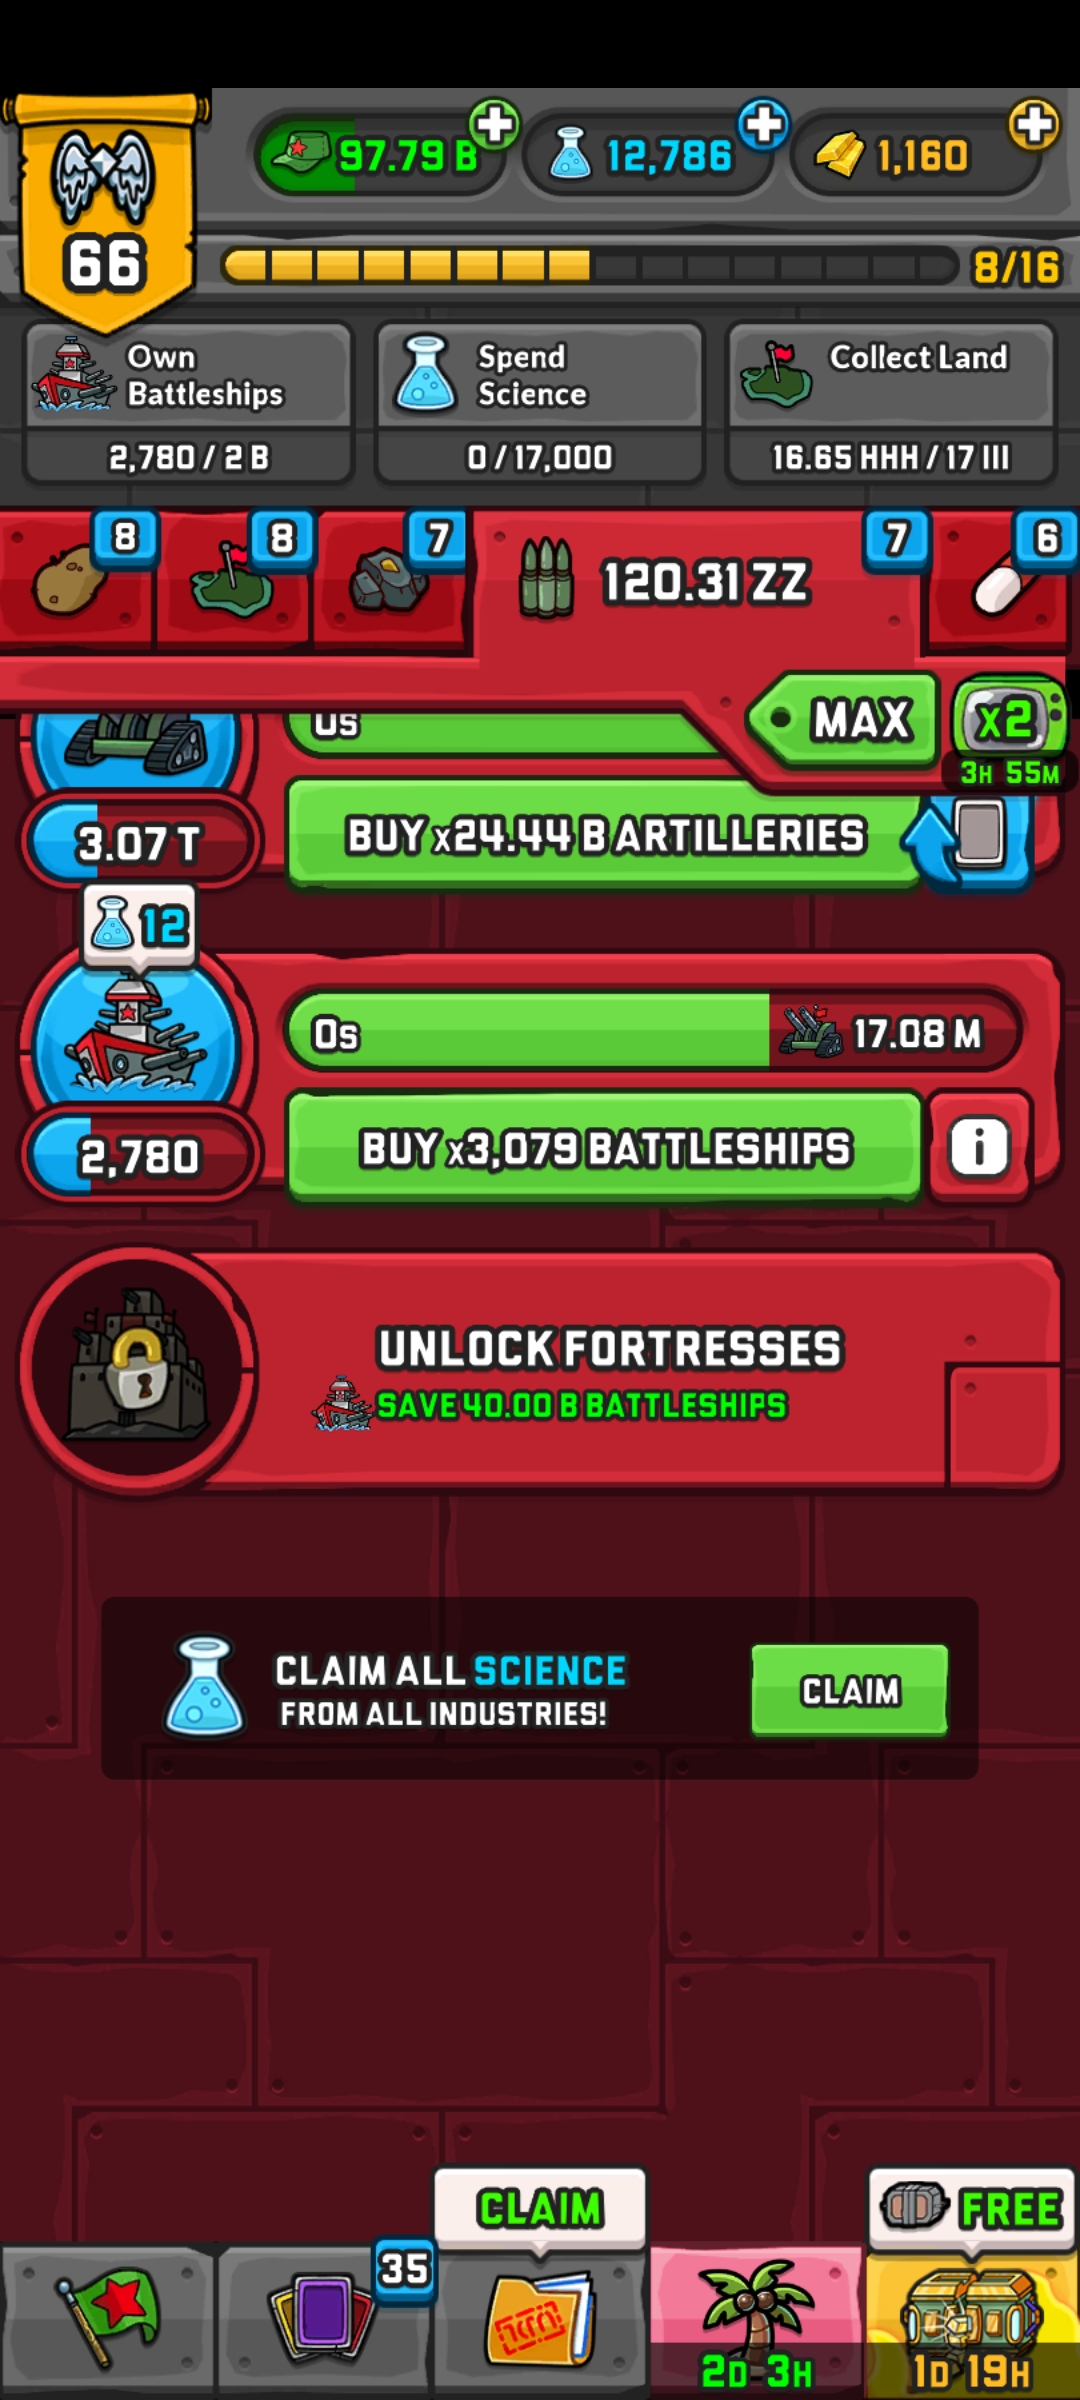 97.79 B
12,786
1,160
66
8/16
Own
Battleships
2,780 / 2 B
Spend
Science
0 / 17,000
Collect Land
16.65 HHH / 17 III
8
8
7
120.31 ZZ
7
6
0s
MAX
x2
3H 55M
3.07 T
BUY x24.44 B ARTILLERIES
12
0s
17.08 M
2,780
BUY x3,079 BATTLESHIPS
i
UNLOCK FORTRESSES
SAVE 40.00 B BATTLESHIPS
CLAIM ALL SCIENCE
FROM ALL INDUSTRIES!
CLAIM
CLAIM
FREE
35
2D 3H
1D 19H